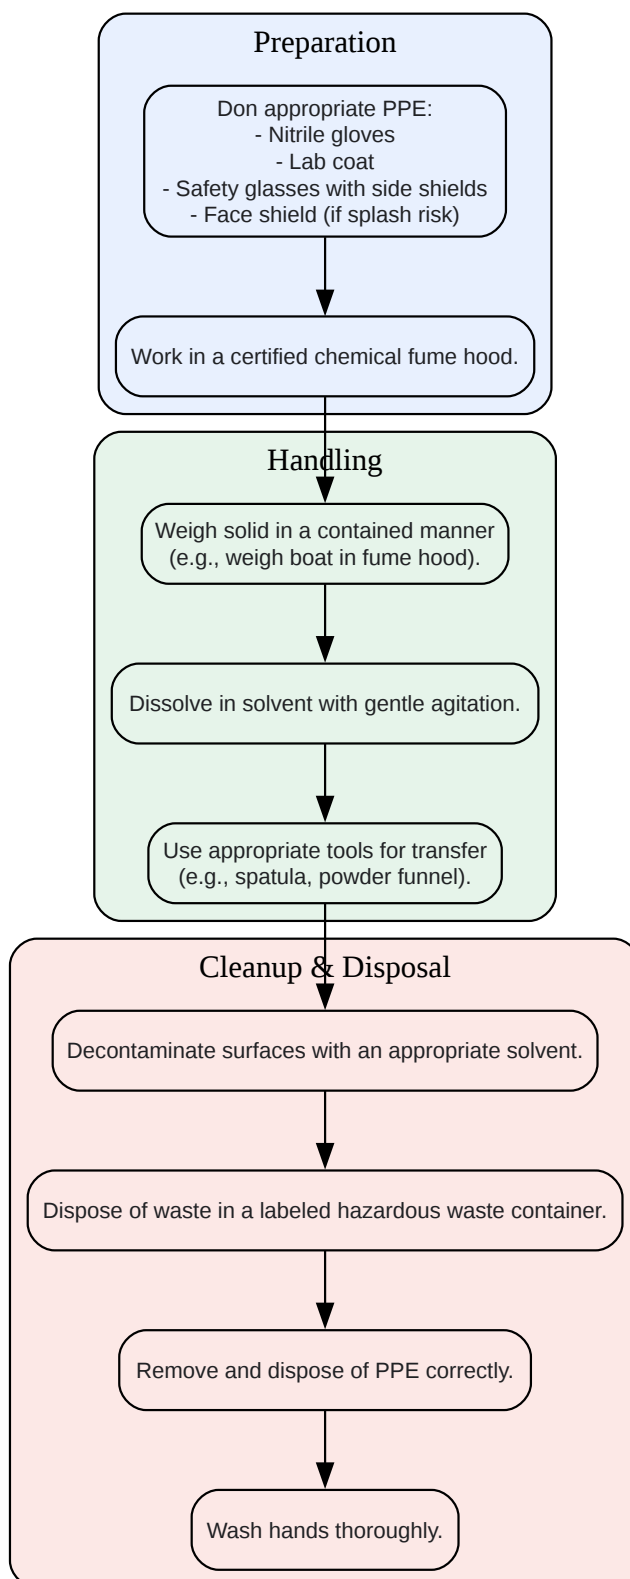 Preparation
Don appropriate PPE:
- Nitrile gloves
- Lab coat
- Safety glasses with side shields
- Face shield (if splash risk)
Work in a certified chemical fume hood.
Handling
Weigh solid in a contained manner
(e.g., weigh boat in fume hood).
Dissolve in solvent with gentle agitation.
Use appropriate tools for transfer
(e.g., spatula, powder funnel).
Cleanup & Disposal
Decontaminate surfaces with an appropriate solvent.
Dispose of waste in a labeled hazardous waste container.
Remove and dispose of PPE correctly.
Wash hands thoroughly.